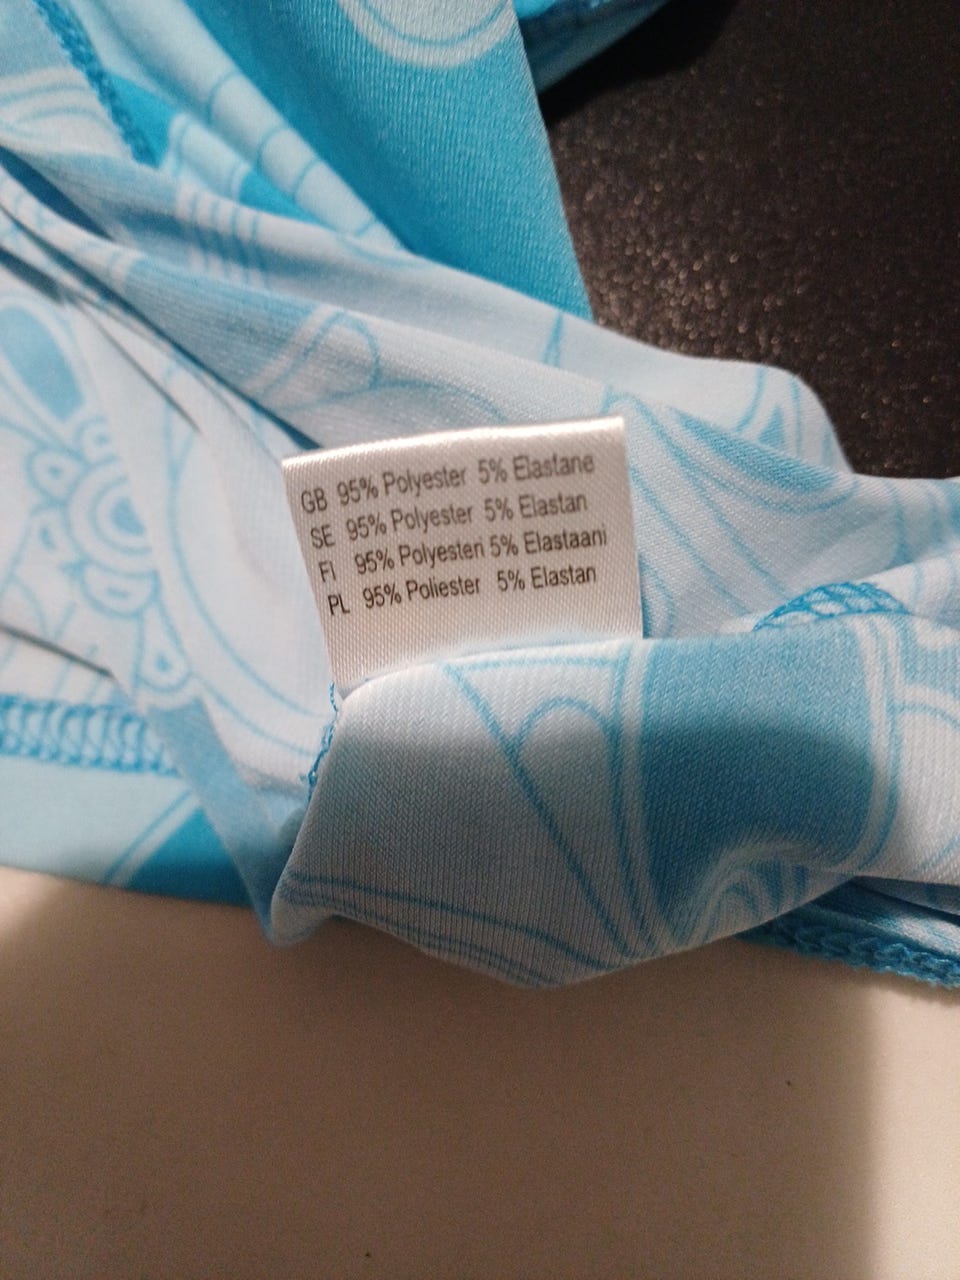 GB 95% Polyester 5% Elastane
SE 95% Polyester 5% Elastan
FI 95% Polyesteri 5% Elastaani
PL 95% Poliester 5% Elastan